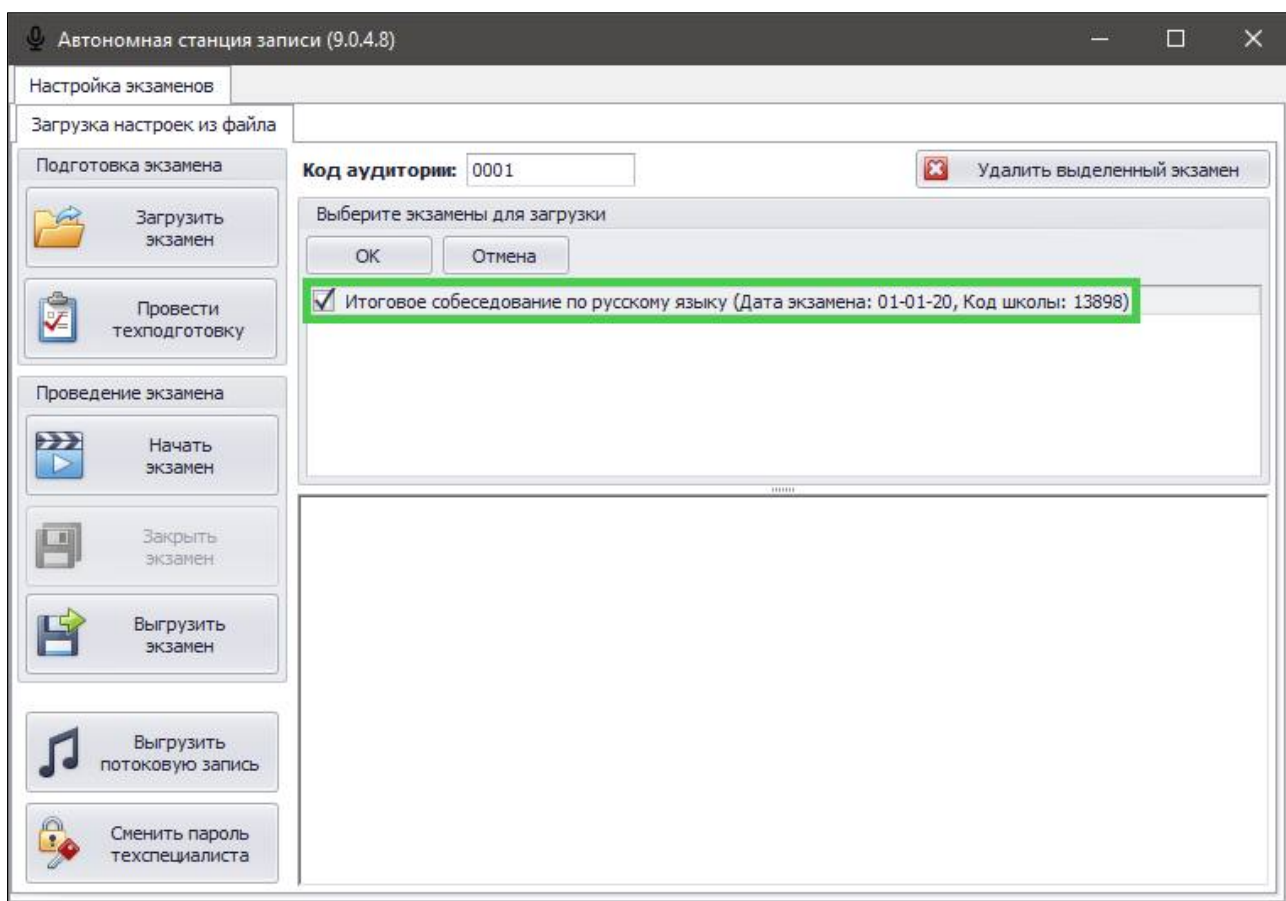 Автономная станция записи (9.0.4.8)
Настройка экзаменов
Загрузка настроек из файла
Подготовка экзамена
Загрузить
экзамен
Провести
техподготовку
Проведение экзамена
Начать
экзамен
Закрыть
экзамен
Выгрузить
экзамен
Выгрузить
потоковую запись
Сменить пароль
техспециалиста
Код аудитории: 0001
Удалить выделенный экзамен
Выберите экзамены для загрузки
ОК
Отмена
Итоговое собеседование по русскому языку (Дата экзамена: 01-01-20, Код школы: 13898)